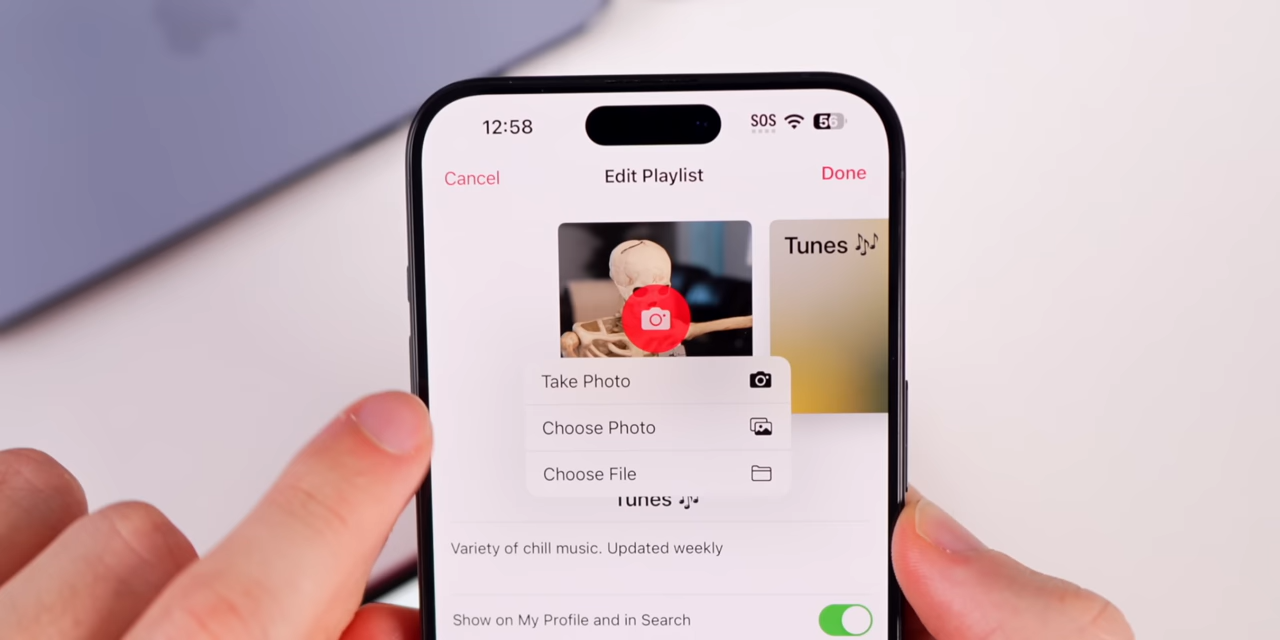 12:58
SOS
56
Cancel
Edit Playlist
Done
Tunes 🎶
Take Photo
Choose Photo
Choose File
Tunes 🎶
Variety of chill music. Updated weekly
Show on My Profile and in Search